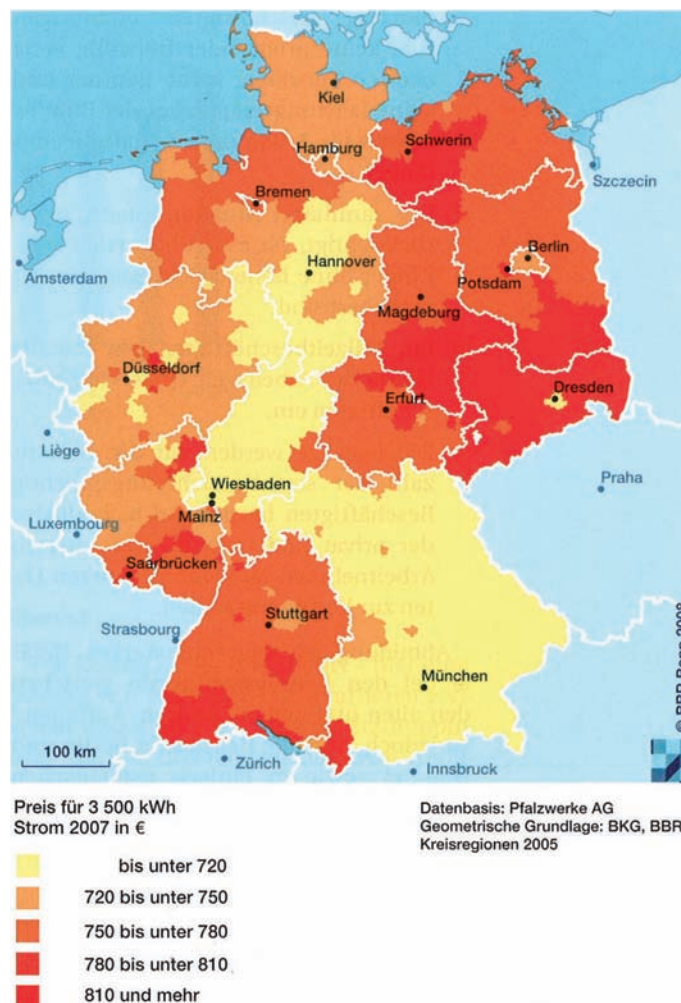 Kiel
Schwerin
Hamburg
Szczecin
Bremen
Amsterdam
Hannover
Berlin
Potsdam
Magdeburg
Düsseldorf
Dresden
Erfurt
Liège
Praha
Wiesbaden
Mainz
Luxembourg
Saarbrücken
Stuttgart
Strasbourg
München
100 km
Zürich
Innsbruck
© BBR Bonn 2008
Preis für 3 500 kWh
Strom 2007 in €
bis unter 720
720 bis unter 750
750 bis unter 780
780 bis unter 810
810 und mehr
Datenbasis: Pfalzwerke AG
Geometrische Grundlage: BKG, BBR
Kreisregionen 2005